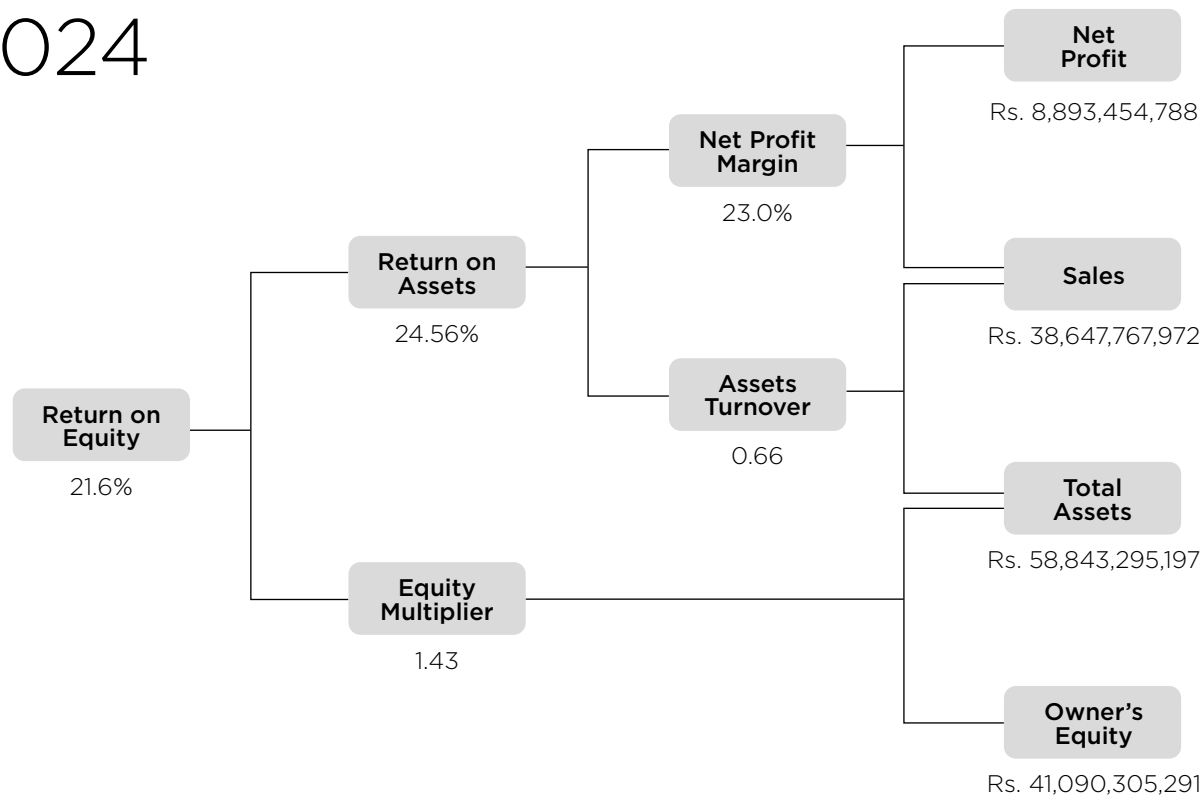 024
Net
Profit
Rs. 8,893,454,788
Net Profit
Margin
23.0%
Return on
Assets
24.56%
Sales
Rs. 38,647,767,972
Assets
Turnover
0.66
Return on
Equity
21.6%
Total
Assets
Rs. 58,843,295,197
Equity
Multiplier
1.43
Owner’s
Equity
Rs. 41,090,305,291